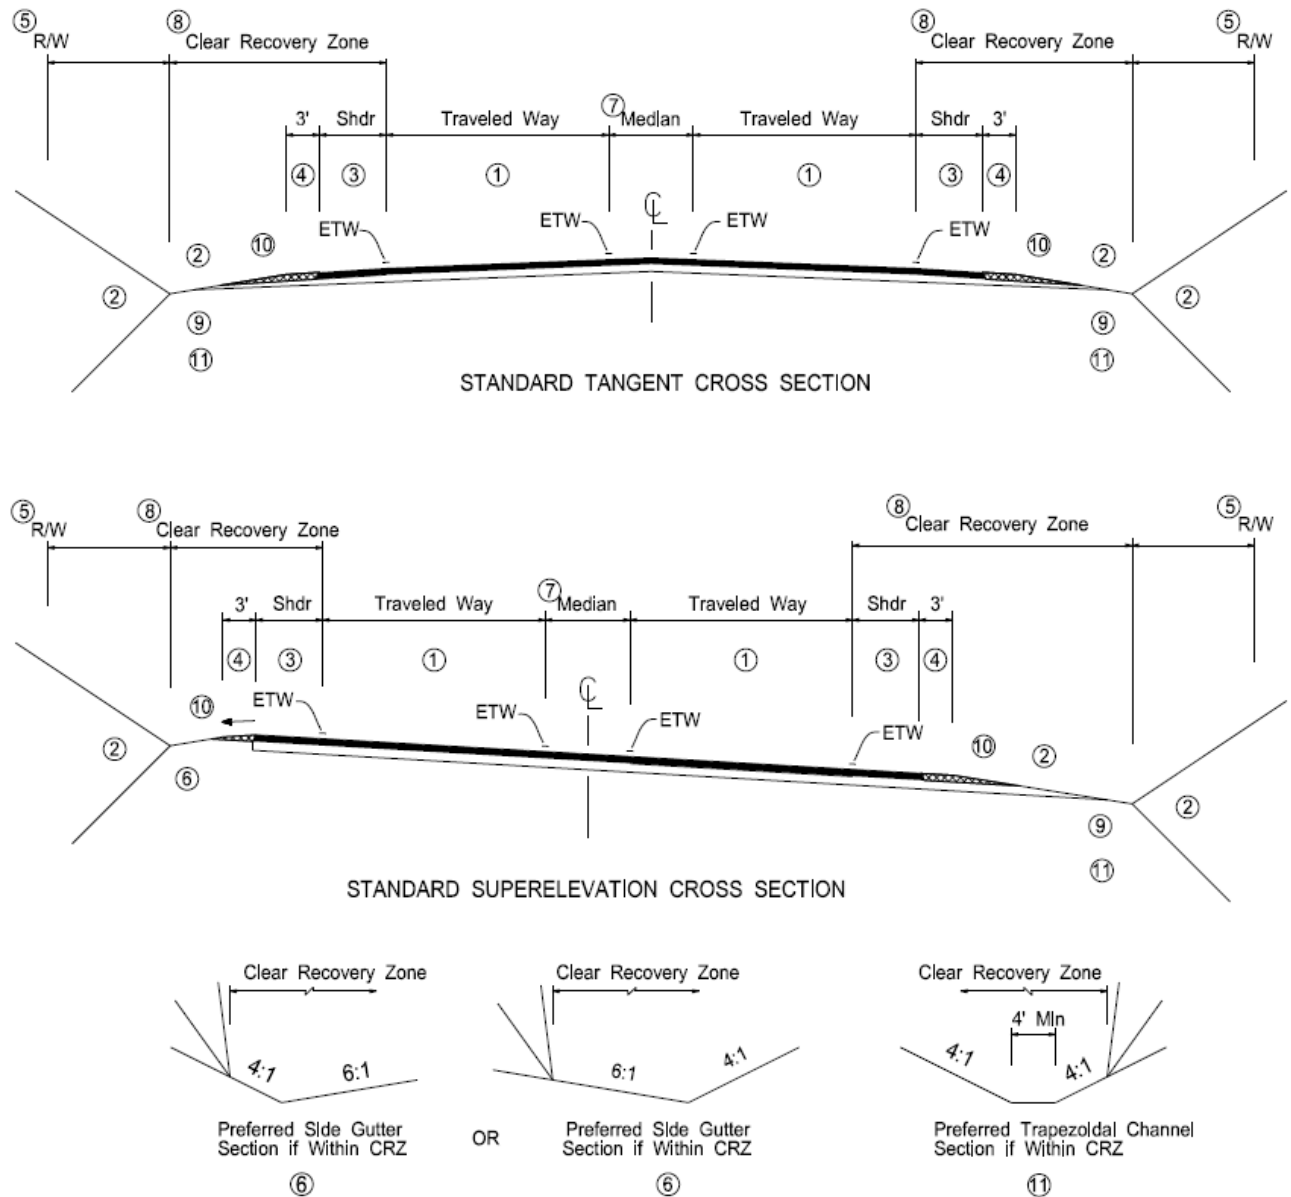 ⑤ R/W ⑧ Clear Recovery Zone ⑧ Clear Recovery Zone ⑤ R/W
3' Shdr Traveled Way ⑦ Median Traveled Way Shdr 3'
④ ③ ① ① ③ ④
ETW ETW ℄ ETW ETW
② ⑩ ⑩ ②
② ②
⑨ ⑨
⑪ ⑪
STANDARD TANGENT CROSS SECTION
⑤ R/W ⑧ Clear Recovery Zone ⑧ Clear Recovery Zone ⑤ R/W
3' Shdr Traveled Way ⑦ Median Traveled Way Shdr 3'
④ ③ ① ① ③ ④
⑩ ETW ETW ℄ ETW ETW
⑩ ②
② ⑥ ②
⑨
⑪
STANDARD SUPERELEVATION CROSS SECTION
Clear Recovery Zone
4:1 6:1
Preferred Side Gutter
Section if Within CRZ
⑥
OR
Clear Recovery Zone
6:1 4:1
Preferred Side Gutter
Section if Within CRZ
⑥
Clear Recovery Zone
4' Min
4:1 4:1
Preferred Trapezoidal Channel
Section if Within CRZ
⑪